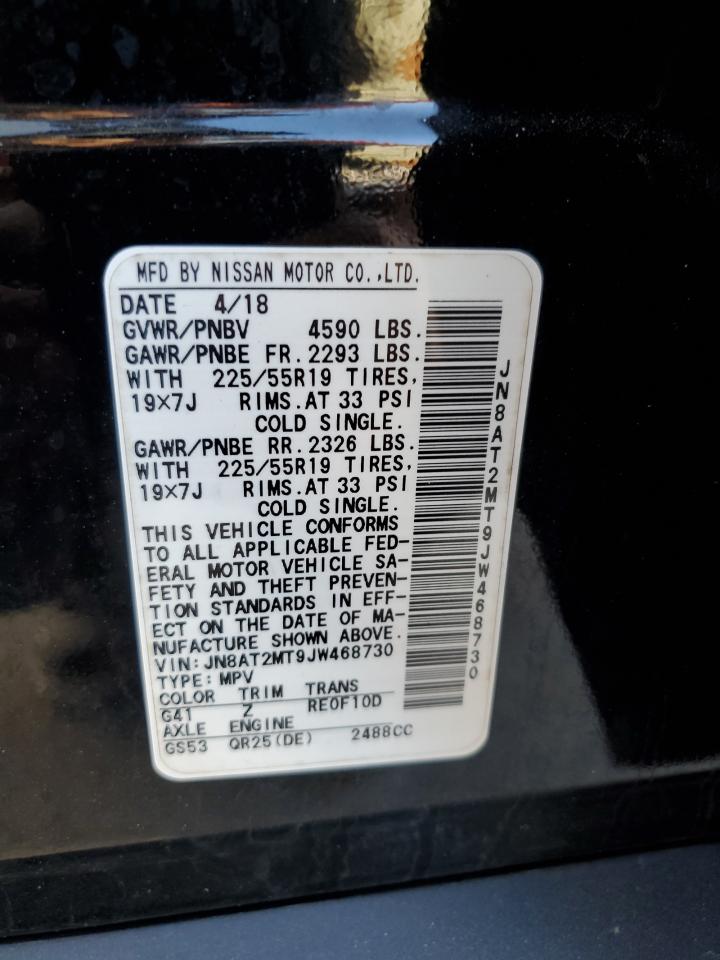 MFD BY NISSAN MOTOR CO.,LTD.
DATE 4/18
GVWR/PNBV 4590 LBS.
GAWR/PNBE FR. 2293 LBS.
WITH 225/55R19 TIRES,
19×7J RIMS. AT 33 PSI
COLD SINGLE.
GAWR/PNBE RR. 2326 LBS.
WITH 225/55R19 TIRES,
19×7J RIMS. AT 33 PSI
COLD SINGLE.
THIS VEHICLE CONFORMS
TO ALL APPLICABLE FED-
ERAL MOTOR VEHICLE SA-
FETY AND THEFT PREVEN-
TION STANDARDS IN EFF-
ECT ON THE DATE OF MA-
NUFACTURE SHOWN ABOVE.
VIN: JN8AT2MT9JW468730
TYPE: MPV
COLOR TRIM TRANS
G41 Z RE0F10D
AXLE ENGINE
GS53 QR25(DE) 2488CC
JN8AT2MT9JW468730